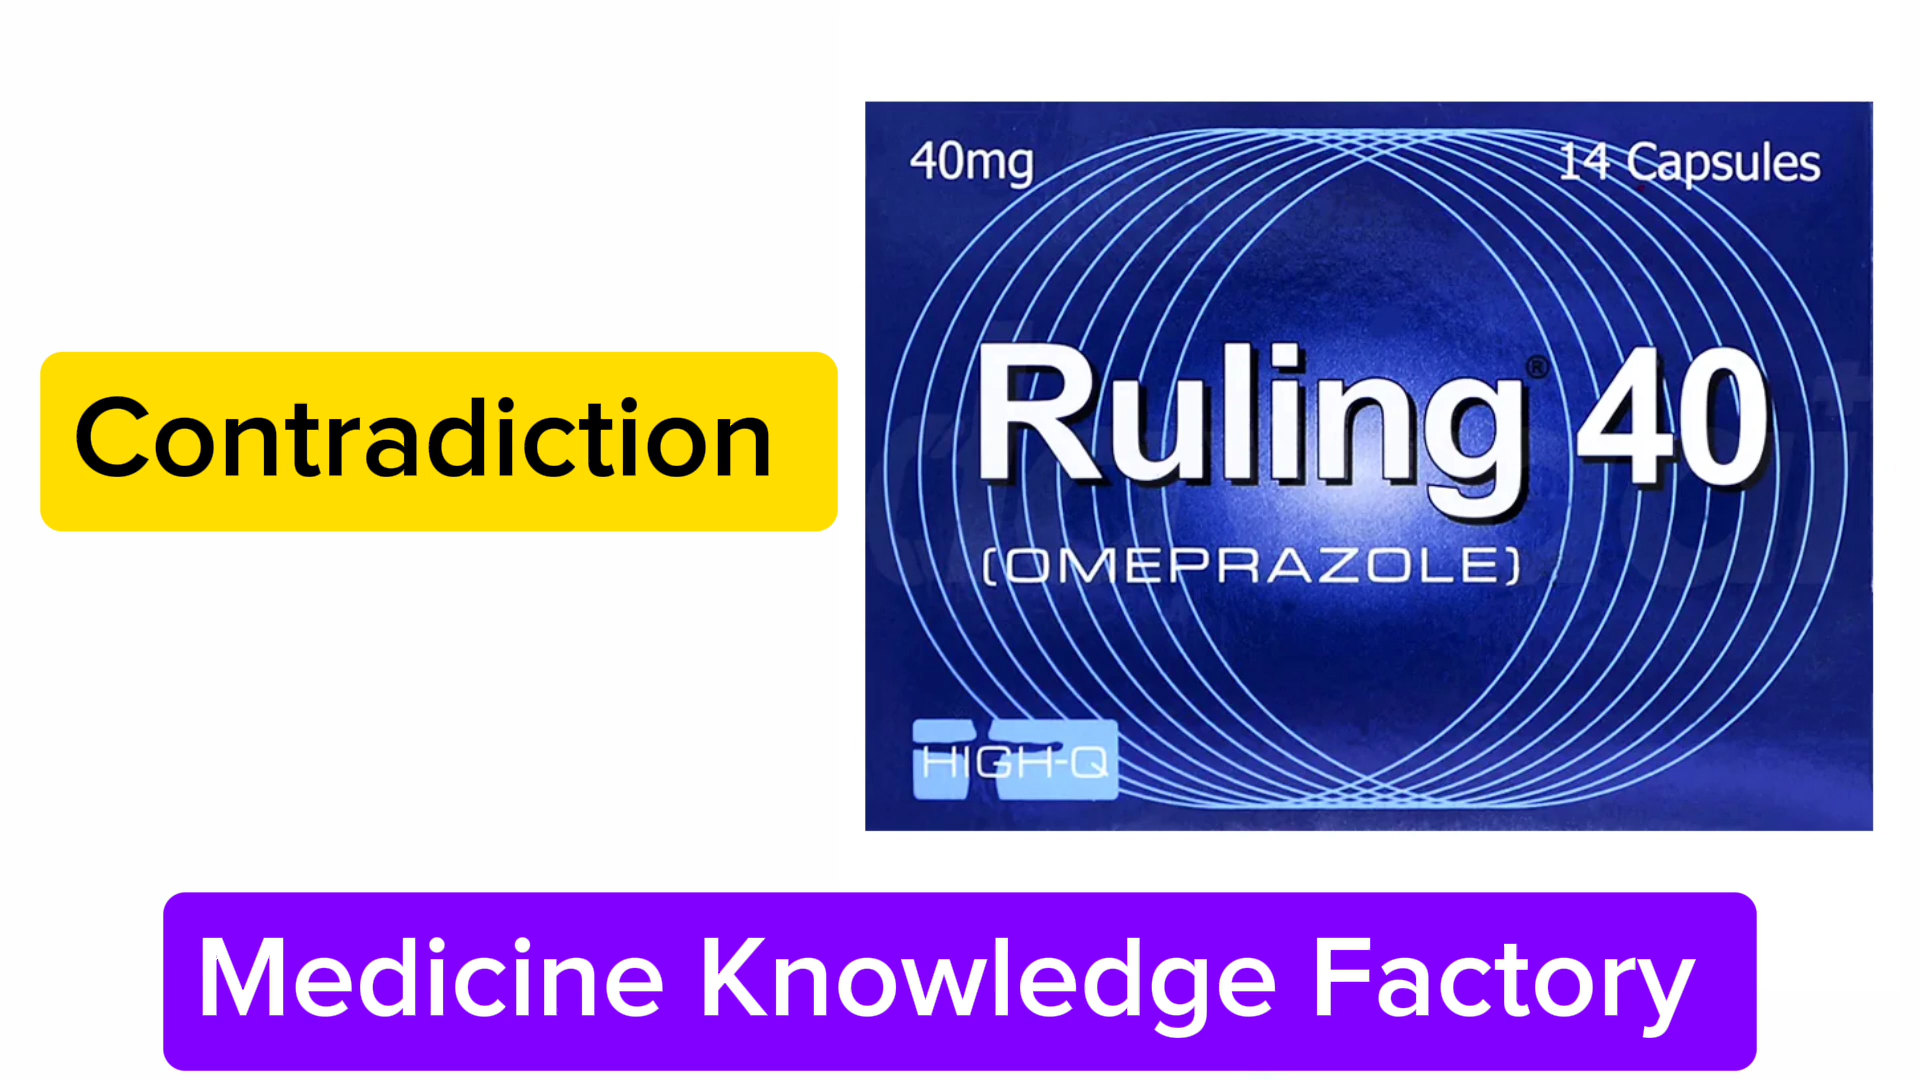 40mg
14 Capsules
Contradiction
Ruling® 40
(OMEPRAZOLE)
HIGH-Q
Medicine Knowledge Factory